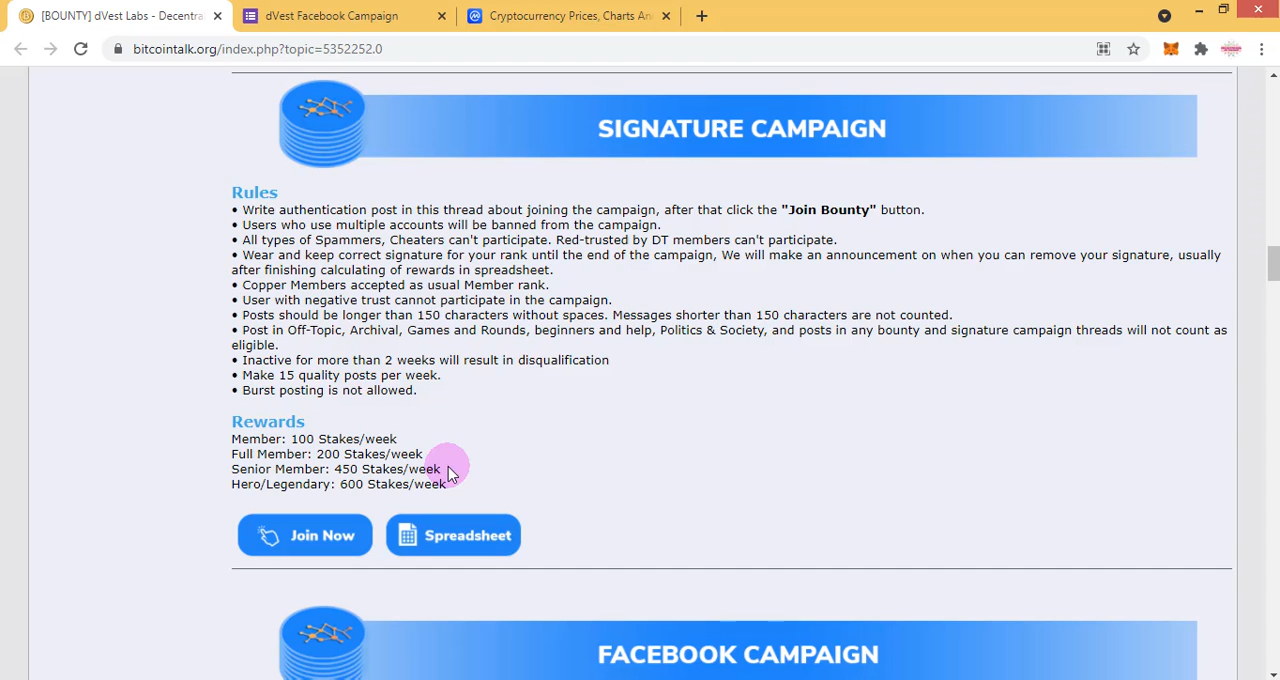 [BOUNTY] dVest Labs - Decentra
dVest Facebook Campaign
Cryptocurrency Prices, Charts An
bitcointalk.org/index.php?topic=5352252.0
SIGNATURE CAMPAIGN
Rules
• Write authentication post in this thread about joining the campaign, after that click the "Join Bounty" button.
• Users who use multiple accounts will be banned from the campaign.
• All types of Spammers, Cheaters can't participate. Red-trusted by DT members can't participate.
• Wear and keep correct signature for your rank until the end of the campaign, We will make an announcement on when you can remove your signature, usually
after finishing calculating of rewards in spreadsheet.
• Copper Members accepted as usual Member rank.
• User with negative trust cannot participate in the campaign.
• Posts should be longer than 150 characters without spaces. Messages shorter than 150 characters are not counted.
• Post in Off-Topic, Archival, Games and Rounds, beginners and help, Politics & Society, and posts in any bounty and signature campaign threads will not count as
eligible.
• Inactive for more than 2 weeks will result in disqualification
• Make 15 quality posts per week.
• Burst posting is not allowed.
Rewards
Member: 100 Stakes/week
Full Member: 200 Stakes/week
Senior Member: 450 Stakes/week
Hero/Legendary: 600 Stakes/week
Join Now
Spreadsheet
FACEBOOK CAMPAIGN